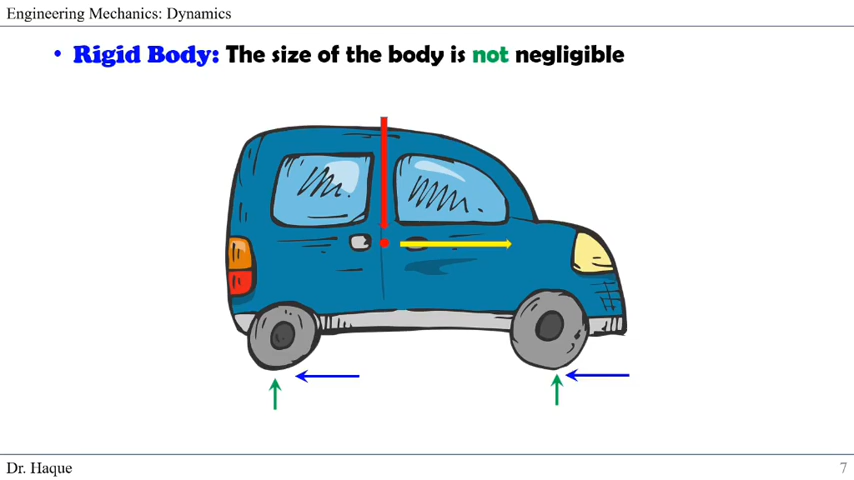 Engineering Mechanics: Dynamics
• Rigid Body: The size of the body is not negligible
Dr. Haque
7